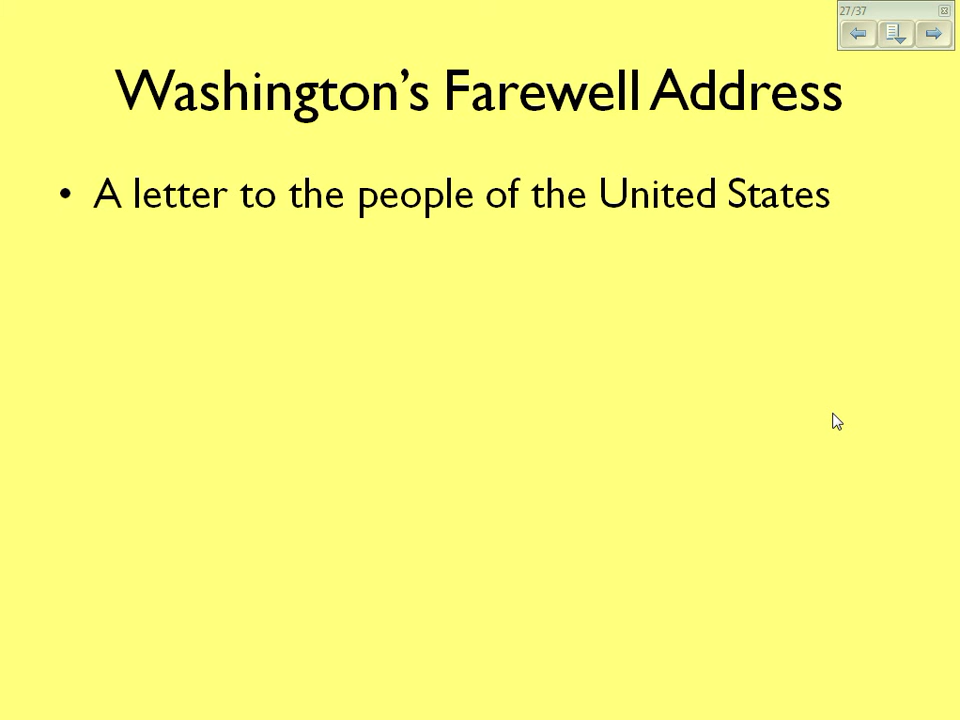 27/37
Washington’s Farewell Address
• A letter to the people of the United States